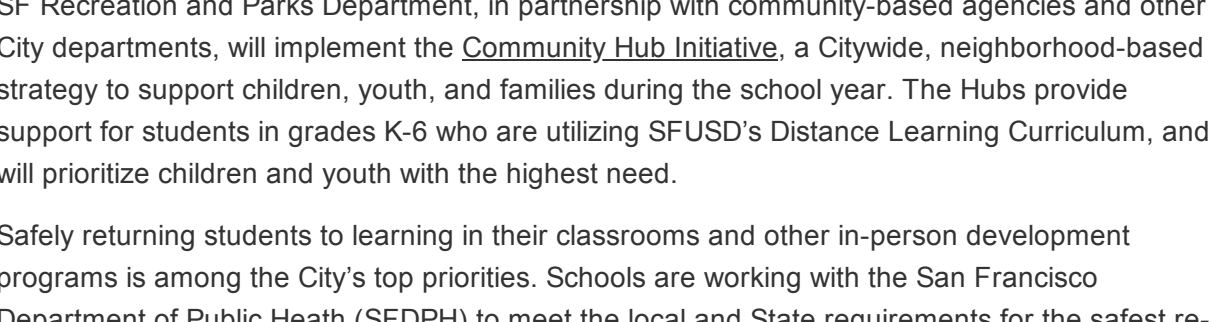 SF Recreation and Parks Department, in partnership with community-based agencies and other
City departments, will implement the Community Hub Initiative, a Citywide, neighborhood-based
strategy to support children, youth, and families during the school year. The Hubs provide
support for students in grades K-6 who are utilizing SFUSD’s Distance Learning Curriculum, and
will prioritize children and youth with the highest need.
Safely returning students to learning in their classrooms and other in-person development
programs is among the City’s top priorities. Schools are working with the San Francisco
Department of Public Heath (SFDPH) to meet the local and State requirements for the safest re-